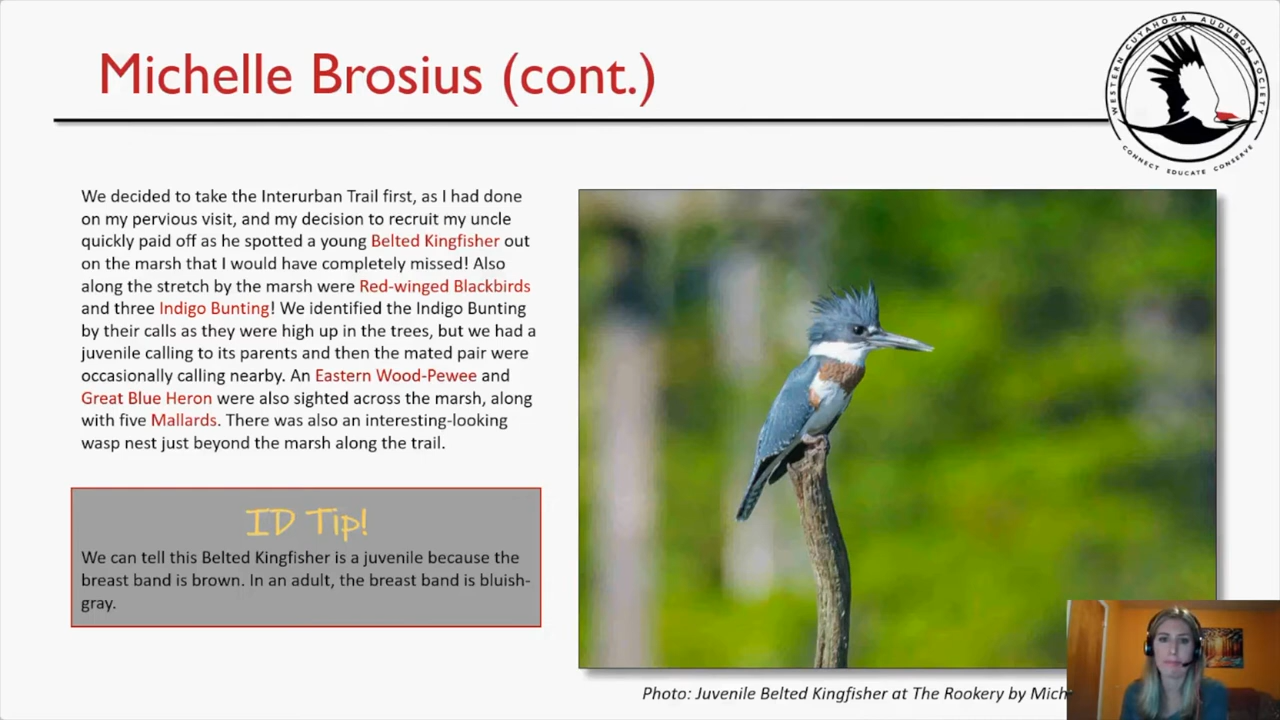 Michelle Brosius (cont.)
WESTERN CUYAHOGA AUDUBON SOCIETY
CONNECT EDUCATE CONSERVE
We decided to take the Interurban Trail first, as I had done
on my pervious visit, and my decision to recruit my uncle
quickly paid off as he spotted a young Belted Kingfisher out
on the marsh that I would have completely missed! Also
along the stretch by the marsh were Red-winged Blackbirds
and three Indigo Bunting! We identified the Indigo Bunting
by their calls as they were high up in the trees, but we had a
juvenile calling to its parents and then the mated pair were
occasionally calling nearby. An Eastern Wood-Pewee and
Great Blue Heron were also sighted across the marsh, along
with five Mallards. There was also an interesting-looking
wasp nest just beyond the marsh along the trail.
ID Tip!
We can tell this Belted Kingfisher is a juvenile because the
breast band is brown. In an adult, the breast band is bluish-
gray.
Photo: Juvenile Belted Kingfisher at The Rookery by Mich